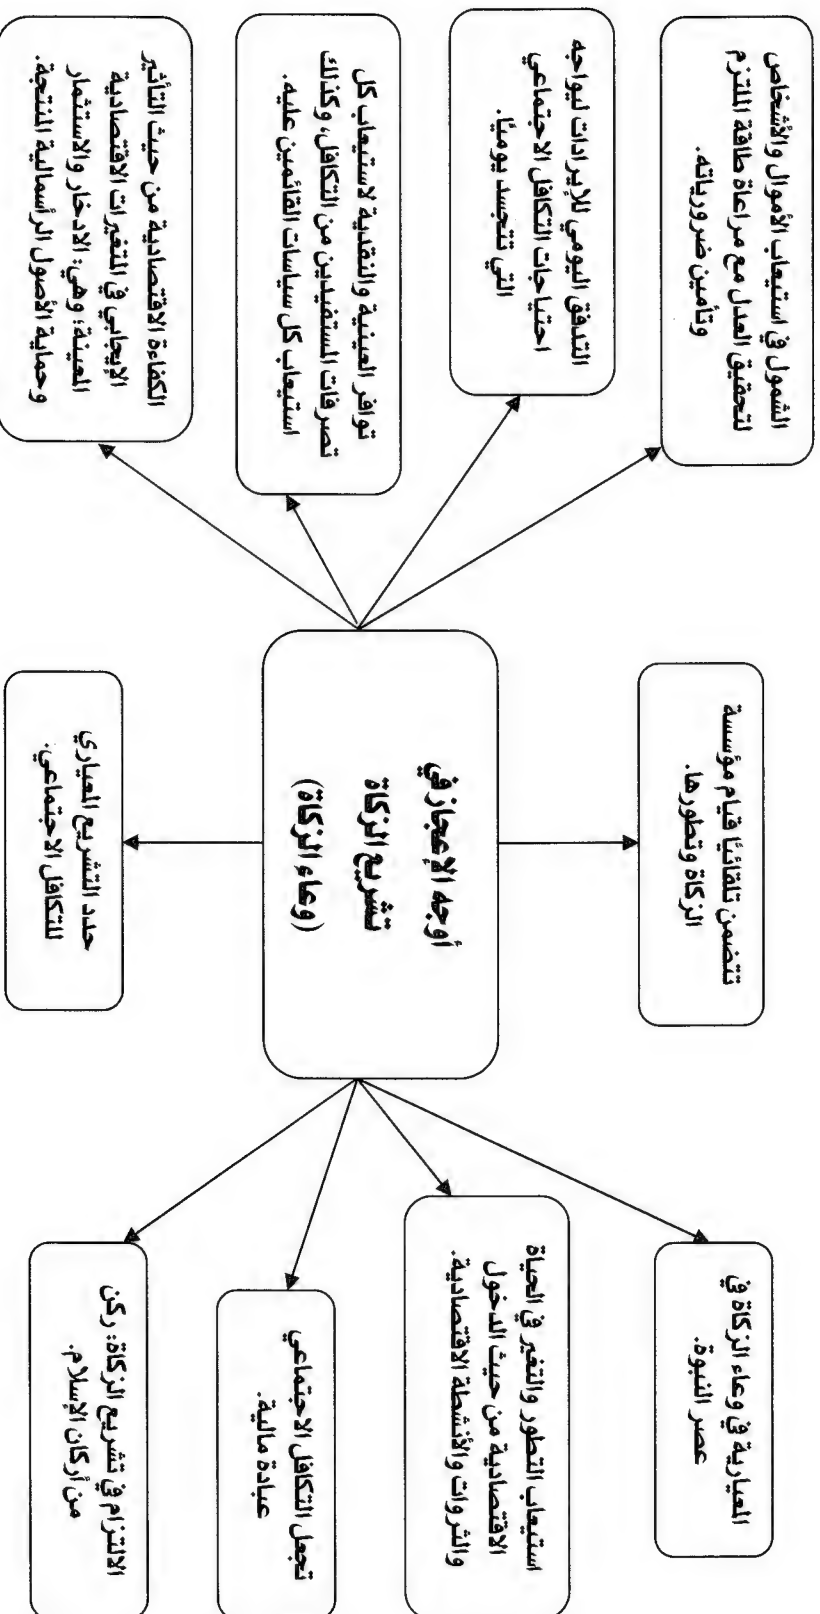 المعيارية في وعاء الزكاة في
عصر النبوة.
استيعاب التطور والتغير في الحياة
الاقتصادية من حيث الدخول
والثروات والأنشطة الاقتصادية.
تجعل التكافل الاجتماعي
عبادة مالية.
الالتزام في تشريع الزكاة: ركن
من أركان الإسلام.
تتضمن تلقائيًا قيام مؤسسة
الزكاة وتطورها.
أوجه الإعجاز في
تشريع الزكاة
(وعاء الزكاة)
حدد التشريع المعياري
للتكافل الاجتماعي.
الشمول في استيعاب الأموال والأشخاص
لتحقيق العدل مع مراعاة طاقة الملتزم
وتأمين ضرورياته.
التدفق اليومي للإيرادات ليواجه
احتياجات التكافل الاجتماعي
التي تتجسد يوميًا.
توافر العينية والنقدية لاستيعاب كل
تصرفات المستفيدين من التكافل، وكذلك
استيعاب كل سياسات القائمين عليه.
الكفاءة الاقتصادية من حيث التأثير
الإيجابي في المتغيرات الاقتصادية
المعينة؛ وهي: الادخار والاستثمار
وحماية الأصول الرأسمالية المنتجة.